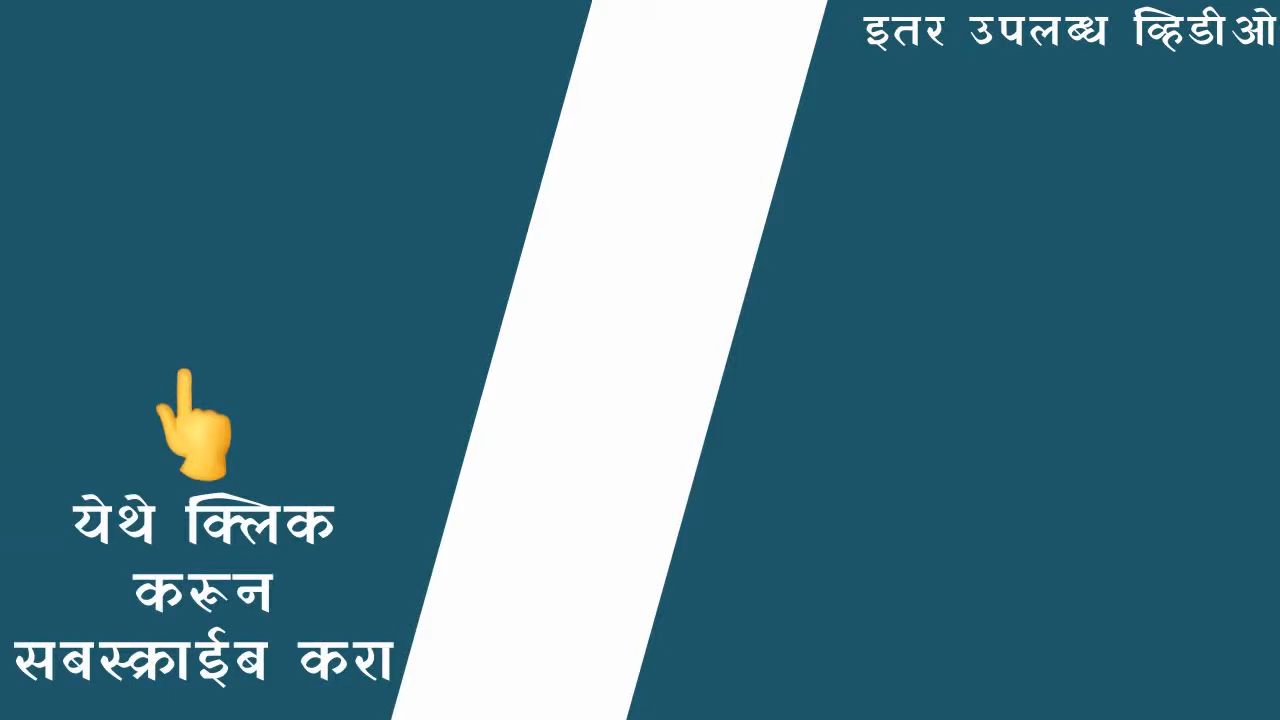 इतर उपलब्ध व्हिडीओ
येथे क्लिक
करून
सबस्क्राईब करा